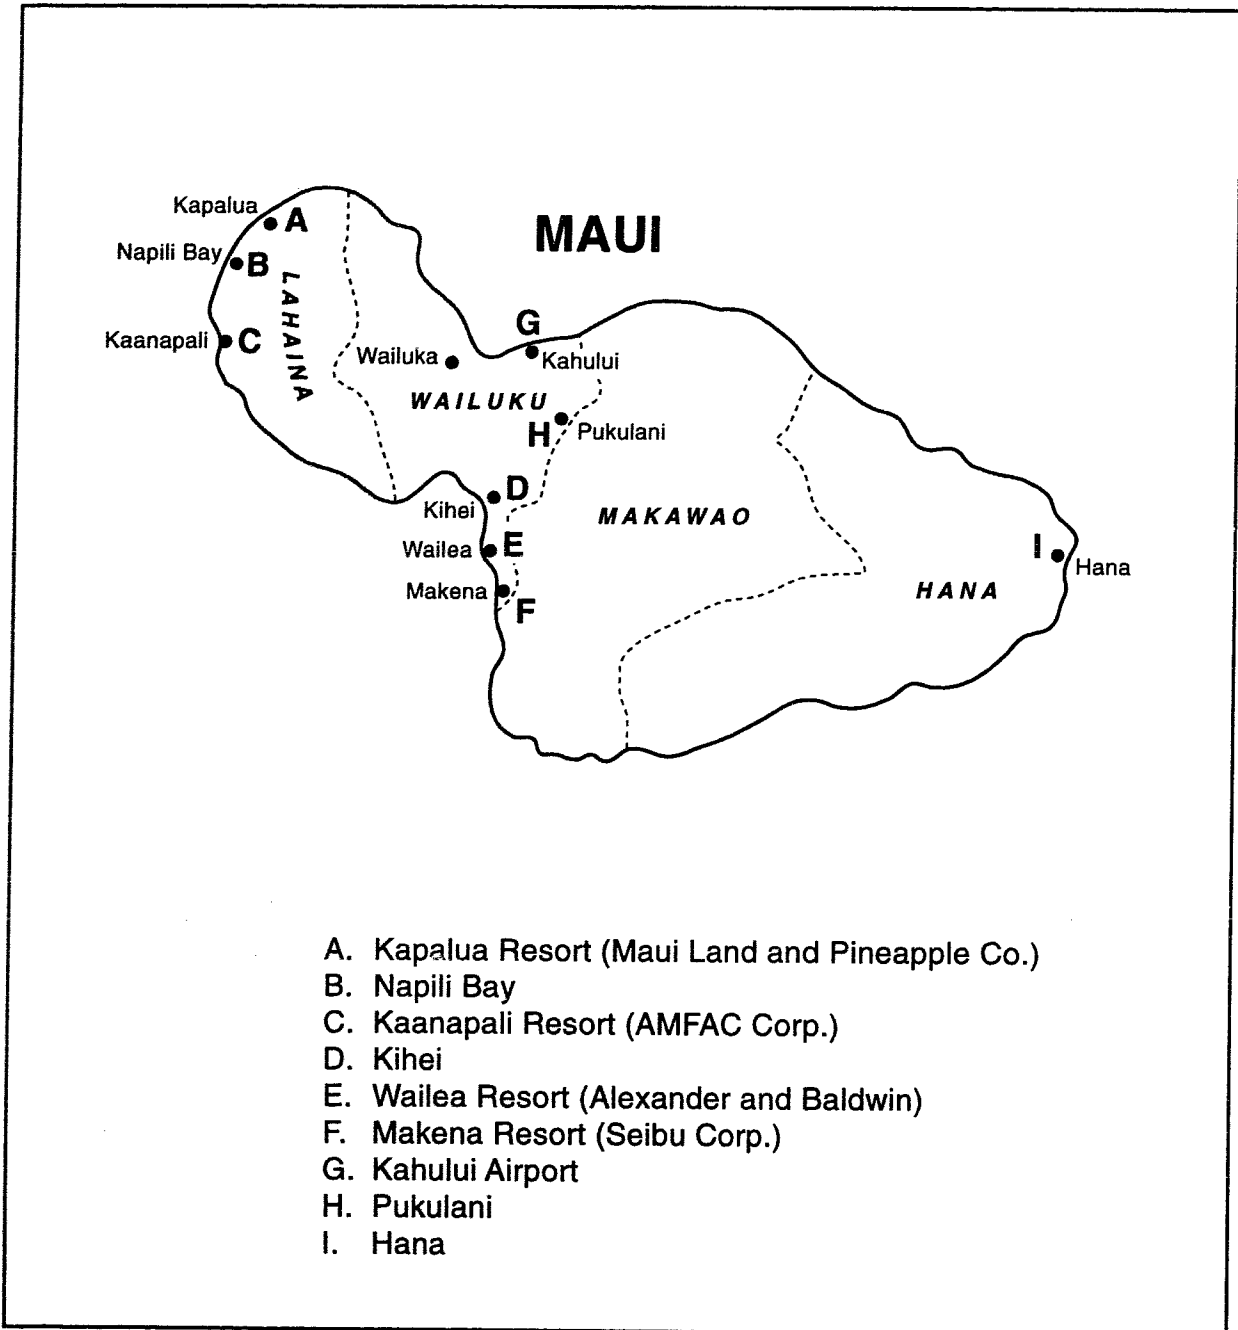 MAUI
Kapalua
A
Napili Bay
B
LAHAINA
Kaanapali
C
G
Wailuka
Kahului
WAILUKU
H
Pukulani
D
Kihei
MAKAWAO
Wailea
E
I
Hana
Makena
F
HANA
A. Kapalua Resort (Maui Land and Pineapple Co.)
B. Napili Bay
C. Kaanapali Resort (AMFAC Corp.)
D. Kihei
E. Wailea Resort (Alexander and Baldwin)
F. Makena Resort (Seibu Corp.)
G. Kahului Airport
H. Pukulani
I. Hana